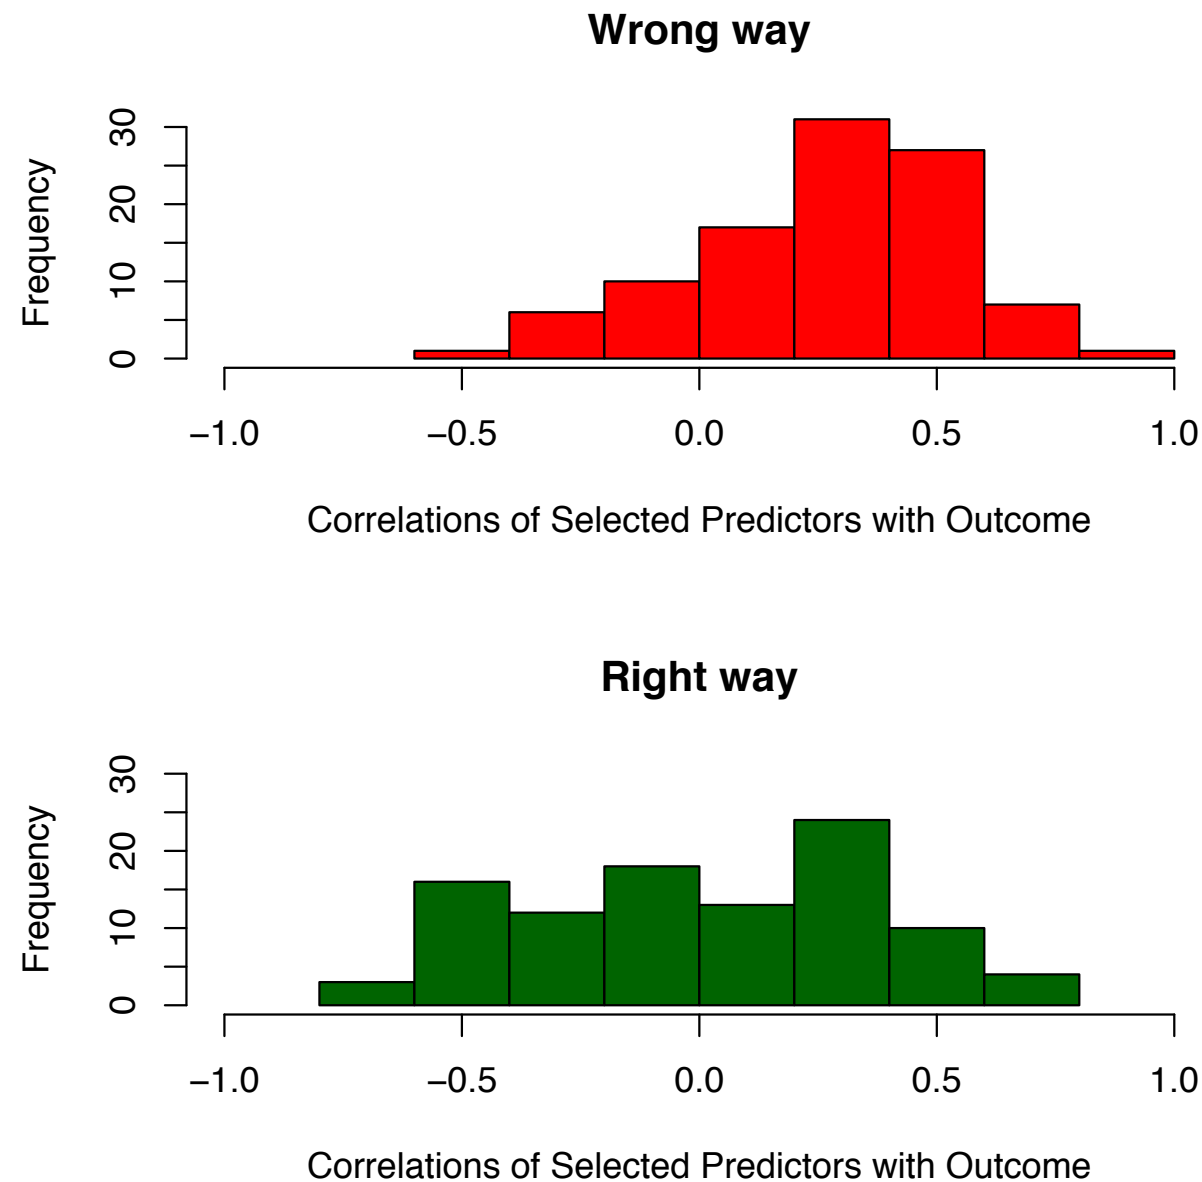 Wrong way
Frequency
30
20
10
0
−1.0 −0.5 0.0 0.5 1.0
Correlations of Selected Predictors with Outcome
Right way
Frequency
30
20
10
0
−1.0 −0.5 0.0 0.5 1.0
Correlations of Selected Predictors with Outcome